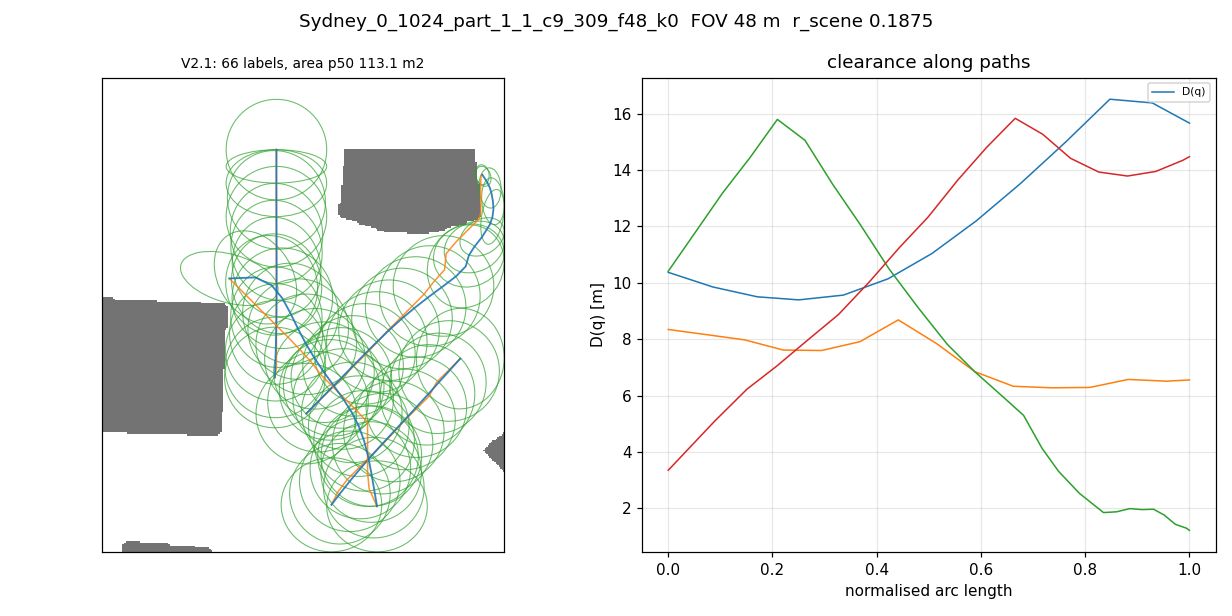 Sydney_0_1024_part_1_1_c9_309_f48_k0  FOV 48 m  r_scene 0.1875
V2.1: 66 labels, area p50 113.1 m2
clearance along paths
D(q)
16
14
12
10
8
6
4
2
D(q) [m]
0.0 0.2 0.4 0.6 0.8 1.0
normalised arc length